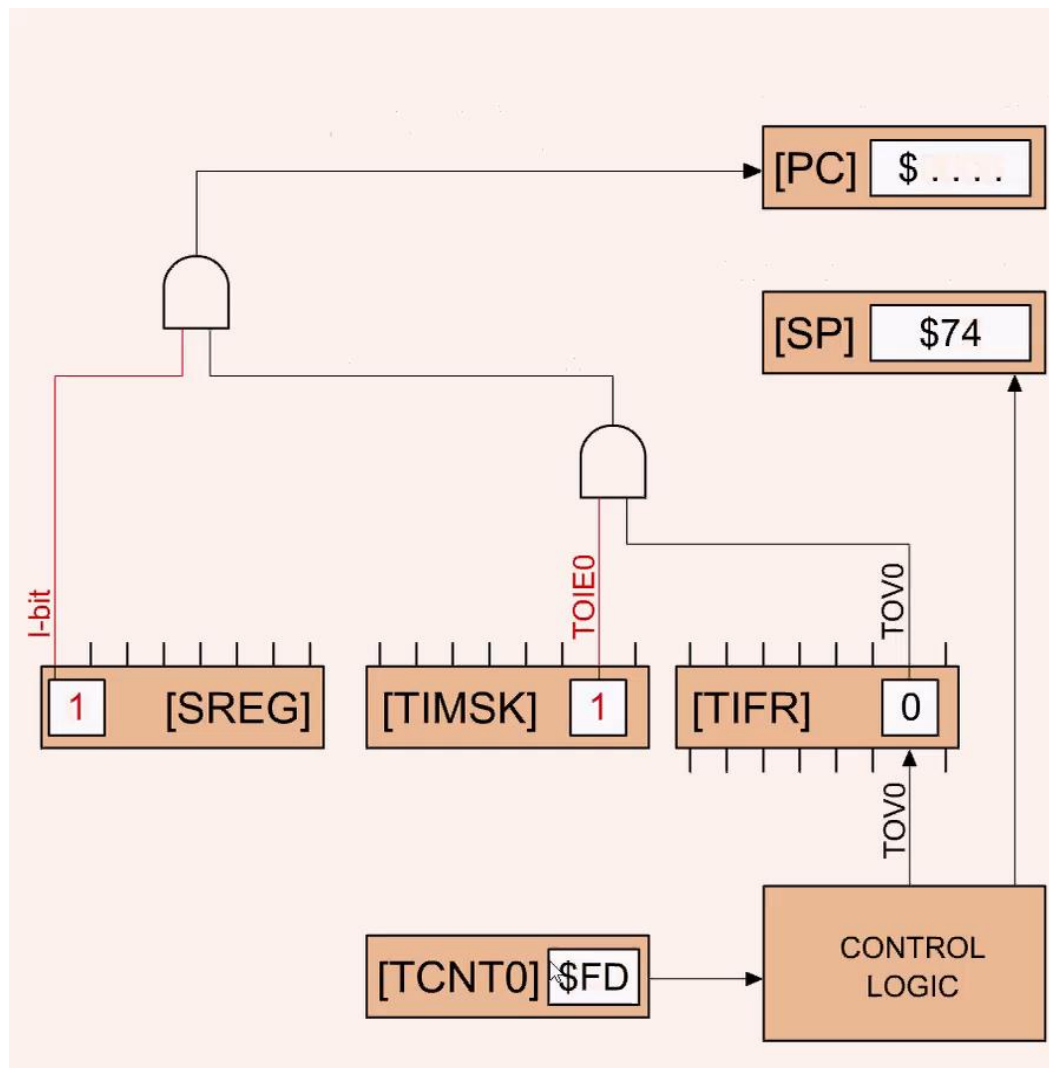 [PC] $ . . . .
[SP] $74
I-bit
TOIE0
TOV0
1 [SREG]
[TIMSK] 1
[TIFR] 0
TOV0
[TCNT0] $FD
CONTROL
LOGIC